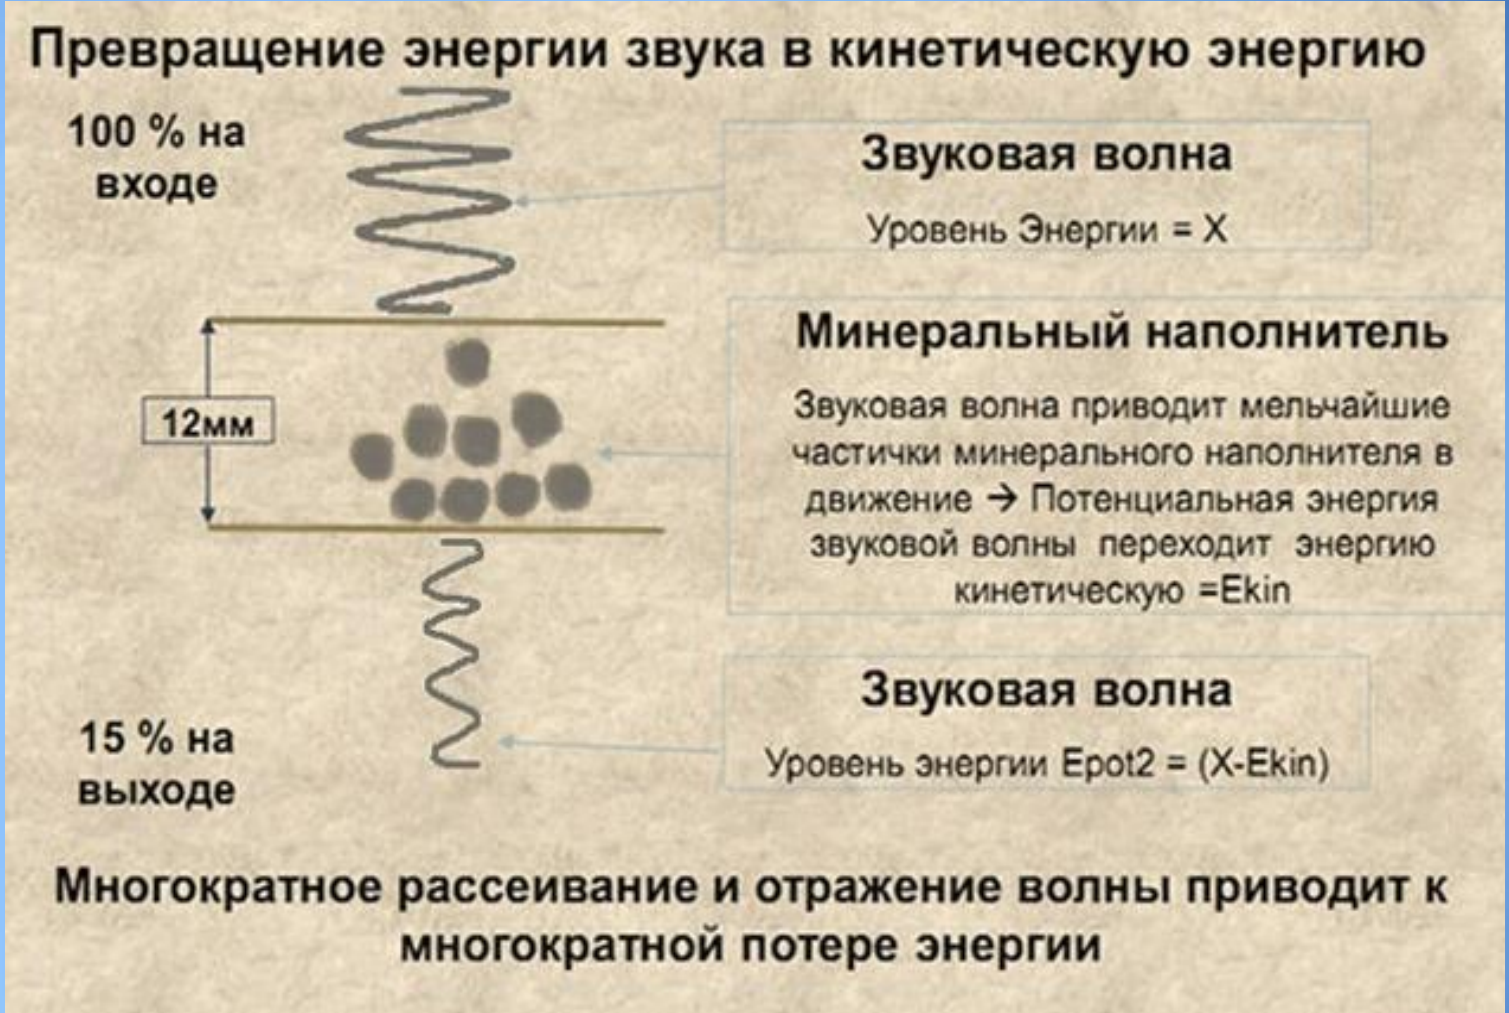 Превращение энергии звука в кинетическую энергию
100 % на
входе
Звуковая волна
Уровень Энергии = X
12мм
Минеральный наполнитель
Звуковая волна приводит мельчайшие
частички минерального наполнителя в
движение → Потенциальная энергия
звуковой волны переходит энергию
кинетическую =Ekin
15 % на
выходе
Звуковая волна
Уровень энергии Epot2 = (X-Ekin)
Многократное рассеивание и отражение волны приводит к
многократной потере энергии